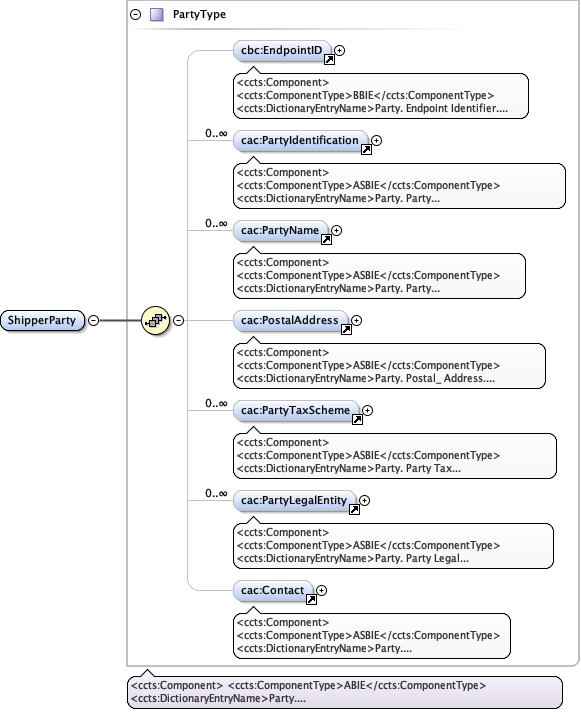 PartyType
cbc:EndpointID
<ccts:Component>
<ccts:ComponentType>BBIE</ccts:ComponentType>
<ccts:DictionaryEntryName>Party. Endpoint Identifier....
0..∞
cac:PartyIdentification
<ccts:Component>
<ccts:ComponentType>ASBIE</ccts:ComponentType>
<ccts:DictionaryEntryName>Party. Party...
0..∞
cac:PartyName
<ccts:Component>
<ccts:ComponentType>ASBIE</ccts:ComponentType>
<ccts:DictionaryEntryName>Party. Party...
ShipperParty
cac:PostalAddress
<ccts:Component>
<ccts:ComponentType>ASBIE</ccts:ComponentType>
<ccts:DictionaryEntryName>Party. Postal_ Address....
0..∞
cac:PartyTaxScheme
<ccts:Component>
<ccts:ComponentType>ASBIE</ccts:ComponentType>
<ccts:DictionaryEntryName>Party. Party Tax...
0..∞
cac:PartyLegalEntity
<ccts:Component>
<ccts:ComponentType>ASBIE</ccts:ComponentType>
<ccts:DictionaryEntryName>Party. Party Legal...
cac:Contact
<ccts:Component>
<ccts:ComponentType>ASBIE</ccts:ComponentType>
<ccts:DictionaryEntryName>Party....
<ccts:Component> <ccts:ComponentType>ABIE</ccts:ComponentType>
<ccts:DictionaryEntryName>Party....